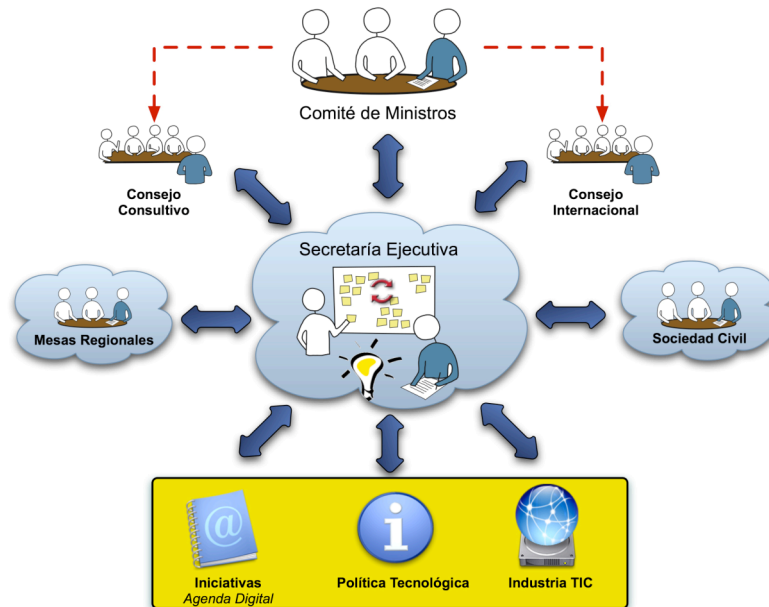 Comité de Ministros
Consejo
Consultivo
Consejo
Internacional
Secretaría Ejecutiva
Mesas Regionales
Sociedad Civil
Iniciativas
Agenda Digital
Política Tecnológica
Industria TIC